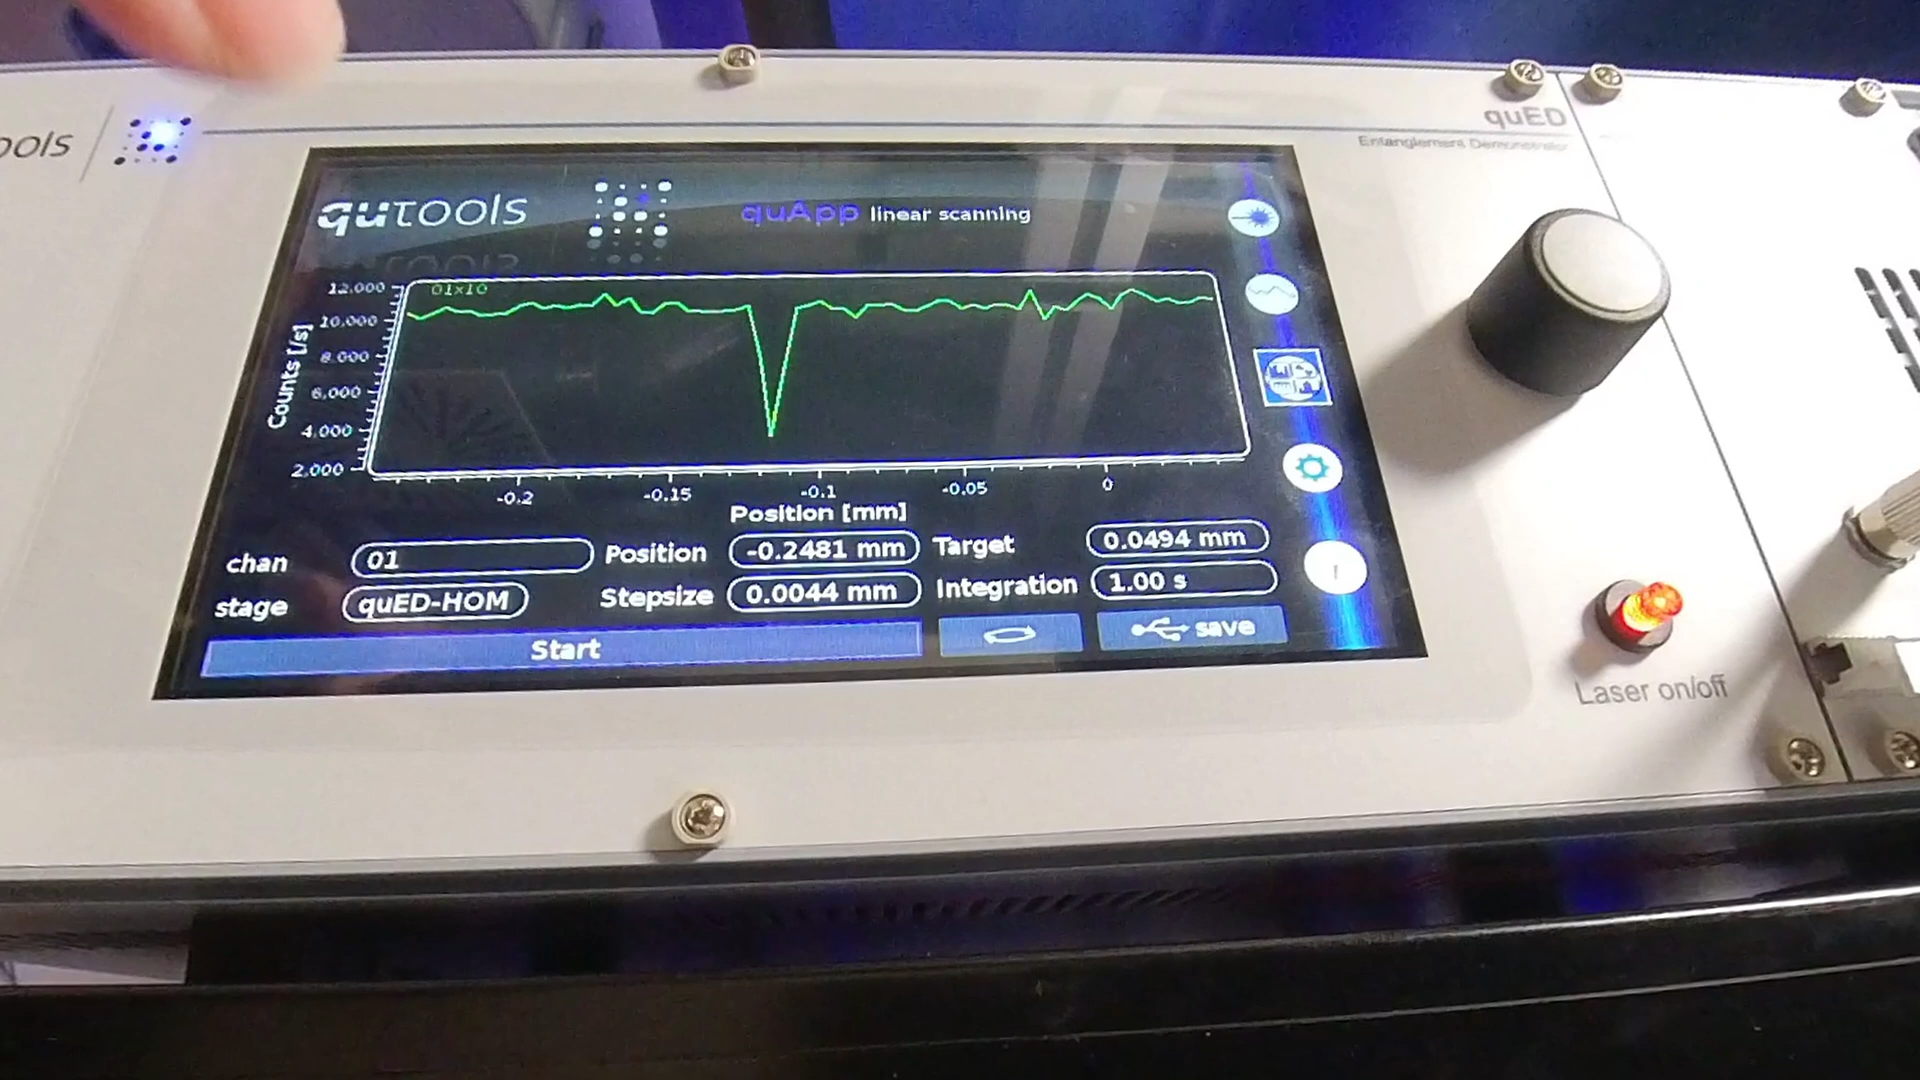 ools
quED
Entanglement Demonstrator
quTOOLS
quApp linear scanning
01x10
12,000
10,000
8,000
6,000
4,000
2,000
Counts [/s]
-0.2 -0.15 -0.1 -0.05 0
Position [mm]
chan 01 Position -0.2481 mm Target 0.0494 mm
stage quED-HOM Stepsize 0.0044 mm Integration 1.00 s
Start save
Laser on/off